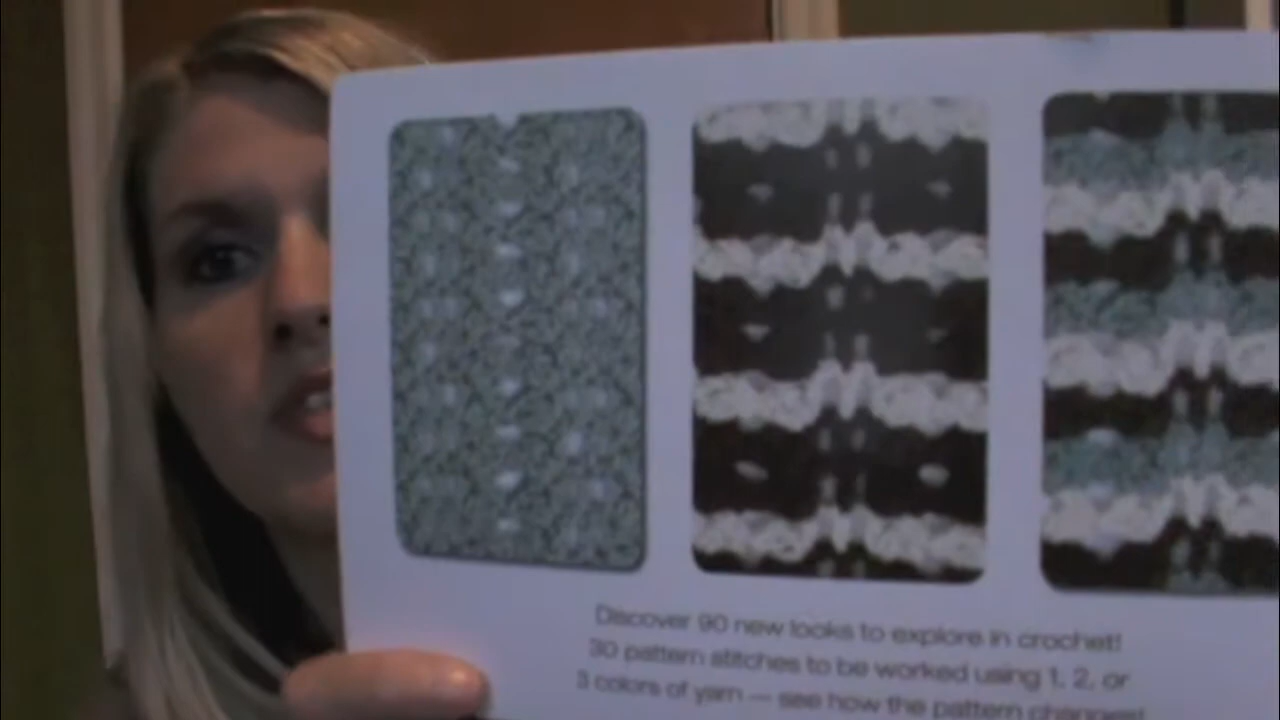 Discover 90 new looks to explore in crochet!
30 pattern stitches to be worked using 1, 2, or
3 colors of yarn — see how the pattern changes!